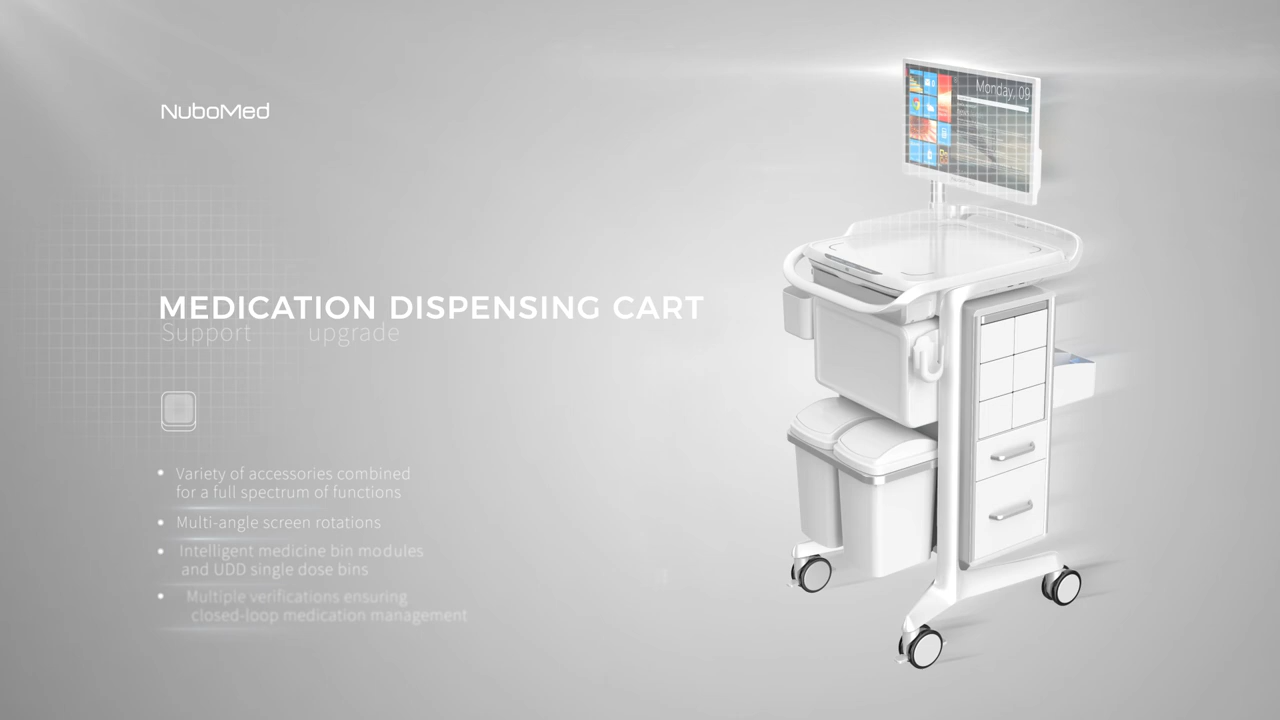 NuboMed
MEDICATION DISPENSING CART
Support upgrade
Variety of accessories combined
for a full spectrum of functions
Multi-angle screen rotations
Intelligent medicine bin modules
and UDD single dose bins
Multiple verifications ensuring
closed-loop medication management
Monday, 09